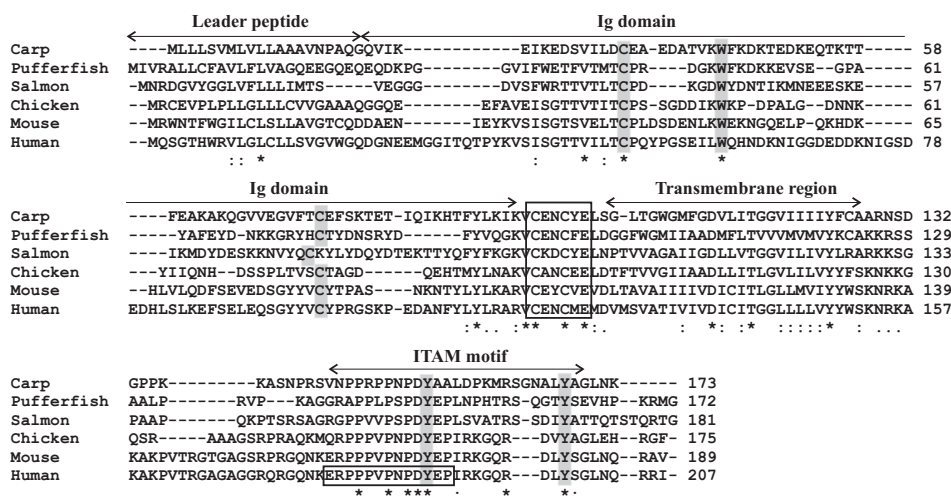 Leader peptide Ig domain
Carp ----MLLLSVMLVLLAAAVNPAQGQVIK------------EIKEDSVILDCEA-EDATVKWFKDKTEDKEQTKTT----- 58
Pufferfish MIVRALLCFAVLFLVAGQEEGQEQEQDKPG---------GVIFWETFVTMTCPR--DGKWFKDKKEVSE--GPA---- 61
Salmon ----MNRDGVYGGLVFLLLIMTS-----VEGGG------DVSFWRTTVTLTCPQ--DGKWDYWDNTIKMNEEESKE-- 57
Chicken ----MRCEVPLPLLGLLLCVVGAAAQGGQE---------EFAVEISGTTVTITCPS-SGDDIKWKP-DPALG-DNNK---- 61
Mouse ----MRWNTFWGILCLSLLAVGTCQDDAEN--------IEYKVSISGTSVELTCPLDSDENLKWEKNGQELP-QKHDK---- 65
Human ----MQSGTHWRVLGLCLLSVGVWGQDGNEEMGGITQTPYKVSISGTTVILTCPQYPGSEILWQHNDKNIGGDEDDKNIGSD 78
:: * : * :* *
Ig domain Transmembrane region
Carp ----FEAKAKQGVVEGVFTCEFSKTET-IQIKHTFYLKIKVCENCYELSG-LTGWGMFGDVLITGGVIIIIYFCAARNSD 132
Pufferfish ----YAFEYD-NKKGRYHCTYDNSRYD----FYVQGKVCENCFELDGGFWGMIIAADMFLTVVVMVMVYKCAKKRSS 129
Salmon ----IKMDYDESKKNVYQCKYLYDQYDTEKTTYQFYFKGKVCKDCYELNPTVVAGAIIGDLLVTGGVILIVYLRARKKSG 133
Chicken ----YIIQNH--DSSPLTVSCTAGD-----QEHTMYLNAKVCANCEELDTFTVVGIIAADLLITLGVLILVYYFSKNKKG 130
Mouse ----HLVLQDFSEVEDSGYYVCYTPAS----NKNTYLYLKARVCEYCVEVDLTAVAIIIIVDICITLGLLMVIYYWSKNRKA 139
Human EDHLSLKEFSELEQSGYYVCYPRGSKP-EDANFYLYLRARVCENCMEMDVMSVATIVIVDICITGGLLLLVYYWSKNRKA 157
:* .:** * *:. : *:. ::::* . ...
ITAM motif
Carp GPPK---------KASNPRSVNPPRPPNPDYAALDPKMRSGNALYAGLNK------ 173
Pufferfish AALP------RVP--KAGGRAPPLPSPDYEPLNPHTRS-QGTYSEVHP--KRMG 172
Salmon PAAP------QKPTSRSAGRGPPVVPSPDYEPLSVATRS--SDIYATTQTSTQRTG 181
Chicken QSR-----AAAGSRPRAQKMQRPPPVPNPDYEPIRKGQR---DVYAGLEH--RGF- 175
Mouse KAKPVTRGTGAGSRPRGQNKERPPPVPNPDYEPIRKGQR---DLYSGLNQ---RAV- 189
Human KAKPVTRGAGAGGRQRGQNKERPPPVPNPDYEPIRKGQR---DLYSGLNQ---RRI- 207
* * *** : * *: